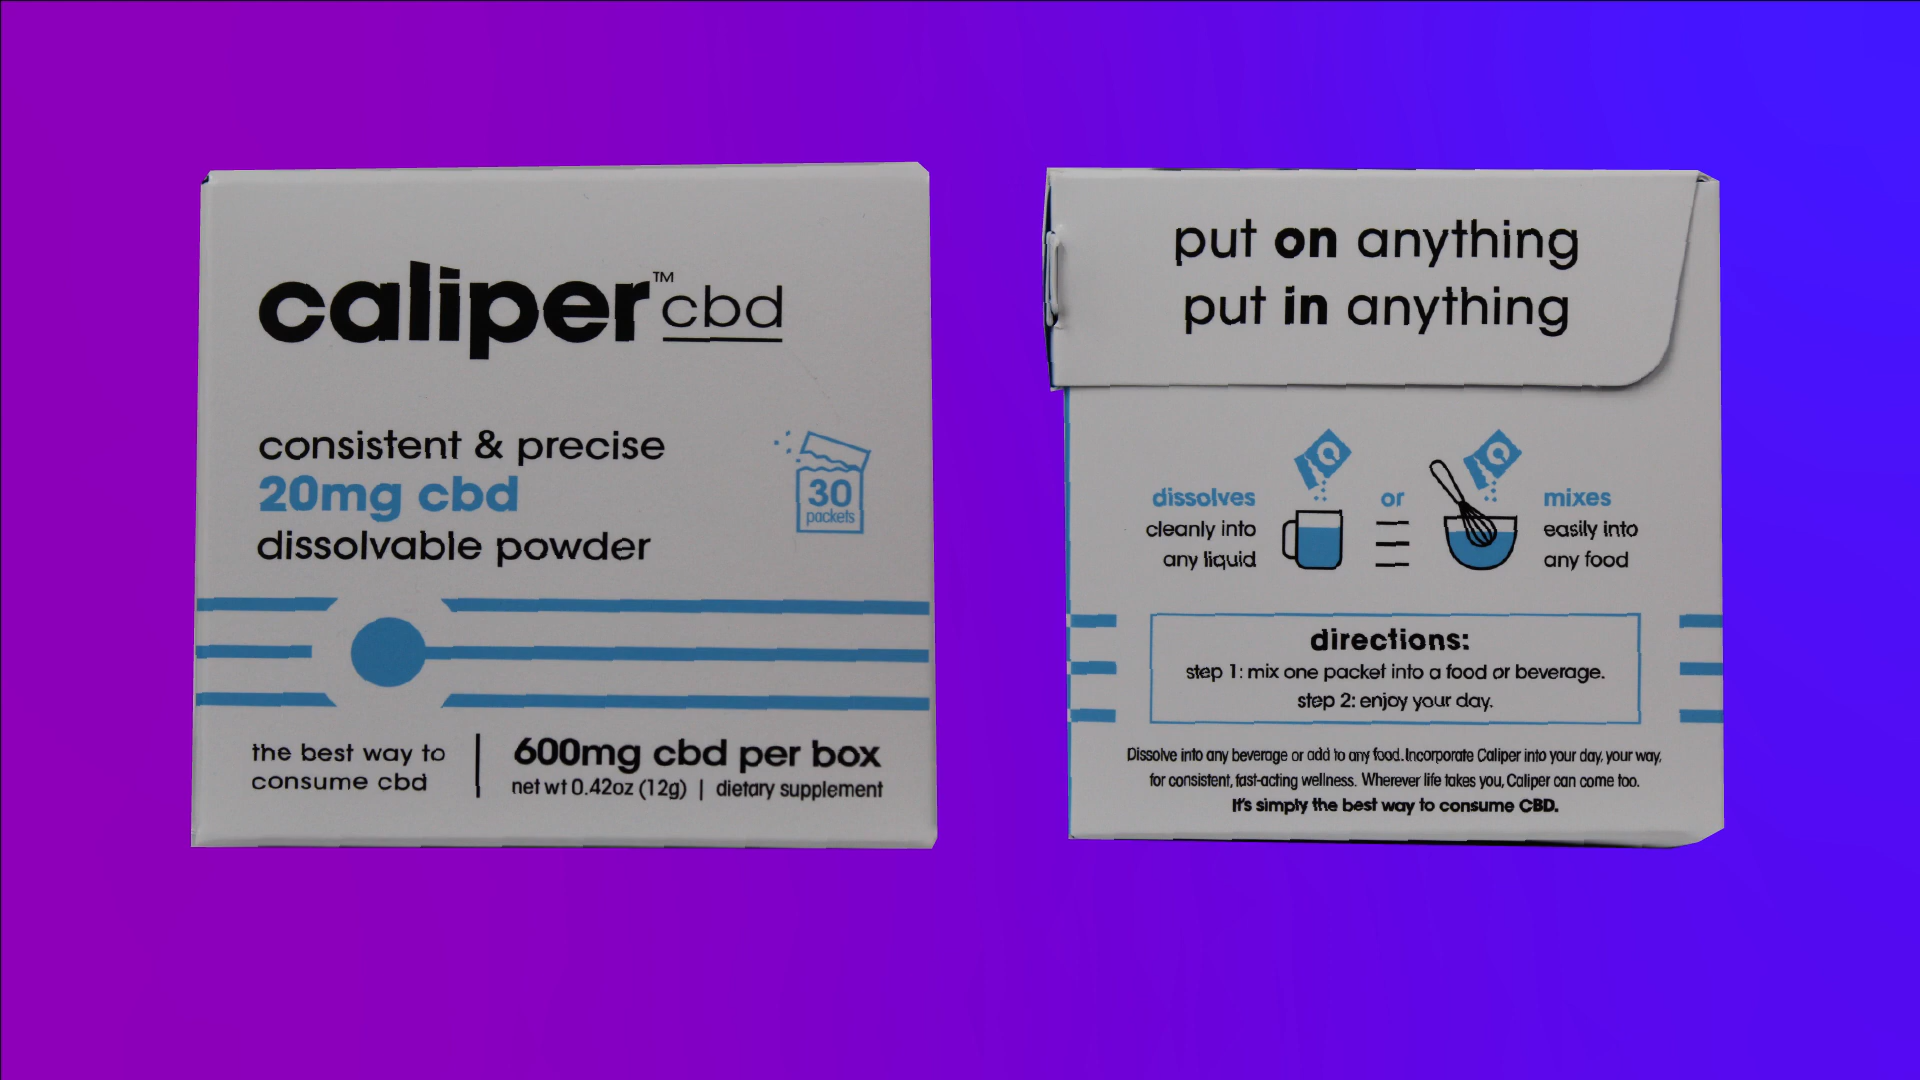 caliper™cbd
consistent & precise
20mg cbd
dissolvable powder
30
packets
the best way to
consume cbd
600mg cbd per box
net wt 0.42oz (12g) | dietary supplement
put on anything
put in anything
dissolves
cleanly into
any liquid
or
mixes
easily into
any food
directions:
step 1: mix one packet into a food or beverage.
step 2: enjoy your day.
Dissolve into any beverage or add to any food. Incorporate Caliper into your day, your way,
for consistent, fast-acting wellness. Wherever life takes you, Caliper can come too.
It's simply the best way to consume CBD.